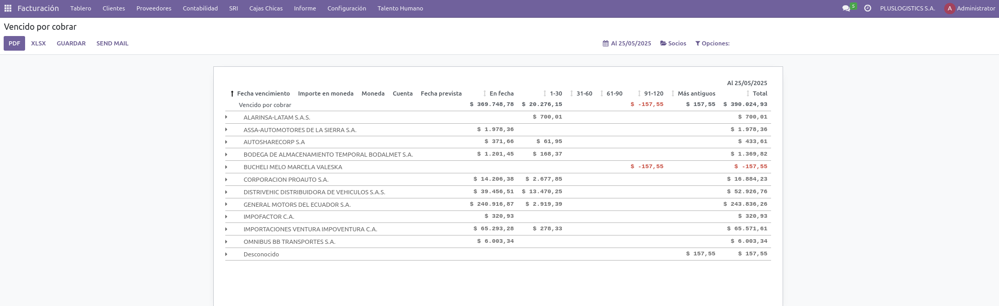 Facturación Tablero Clientes Proveedores Contabilidad SRI Cajas Chicas Informe Configuración Talento Humano 5 PLUSLOGISTICS S.A. A Administrator
Vencido por cobrar
PDF XLSX GUARDAR SEND MAIL Al 25/05/2025 Socios Opciones:
Al 25/05/2025
Fecha vencimiento Importe en moneda Moneda Cuenta Fecha prevista En fecha 1-30 31-60 61-90 91-120 Más antiguos Total
Vencido por cobrar $ 369.748,78 $ 20.276,15 $ -157,55 $ 157,55 $ 390.024,93
ALARINSA-LATAM S.A.S. $ 700,01 $ 700,01
ASSA-AUTOMOTORES DE LA SIERRA S.A. $ 1.978,36 $ 1.978,36
AUTOSHARECORP S.A $ 371,66 $ 61,95 $ 433,61
BODEGA DE ALMACENAMIENTO TEMPORAL BODALMET S.A. $ 1.201,45 $ 168,37 $ 1.369,82
BUCHELI MELO MARCELA VALESKA $ -157,55 $ -157,55
CORPORACION PROAUTO S.A. $ 14.206,38 $ 2.677,85 $ 16.884,23
DISTRIVEHIC DISTRIBUIDORA DE VEHICULOS S.A.S. $ 39.456,51 $ 13.470,25 $ 52.926,76
GENERAL MOTORS DEL ECUADOR S.A. $ 240.916,87 $ 2.919,39 $ 243.836,26
IMPOFACTOR C.A. $ 320,93 $ 320,93
IMPORTACIONES VENTURA IMPOVENTURA C.A. $ 65.293,28 $ 278,33 $ 65.571,61
OMNIBUS BB TRANSPORTES S.A. $ 6.003,34 $ 6.003,34
Desconocido $ 157,55 $ 157,55